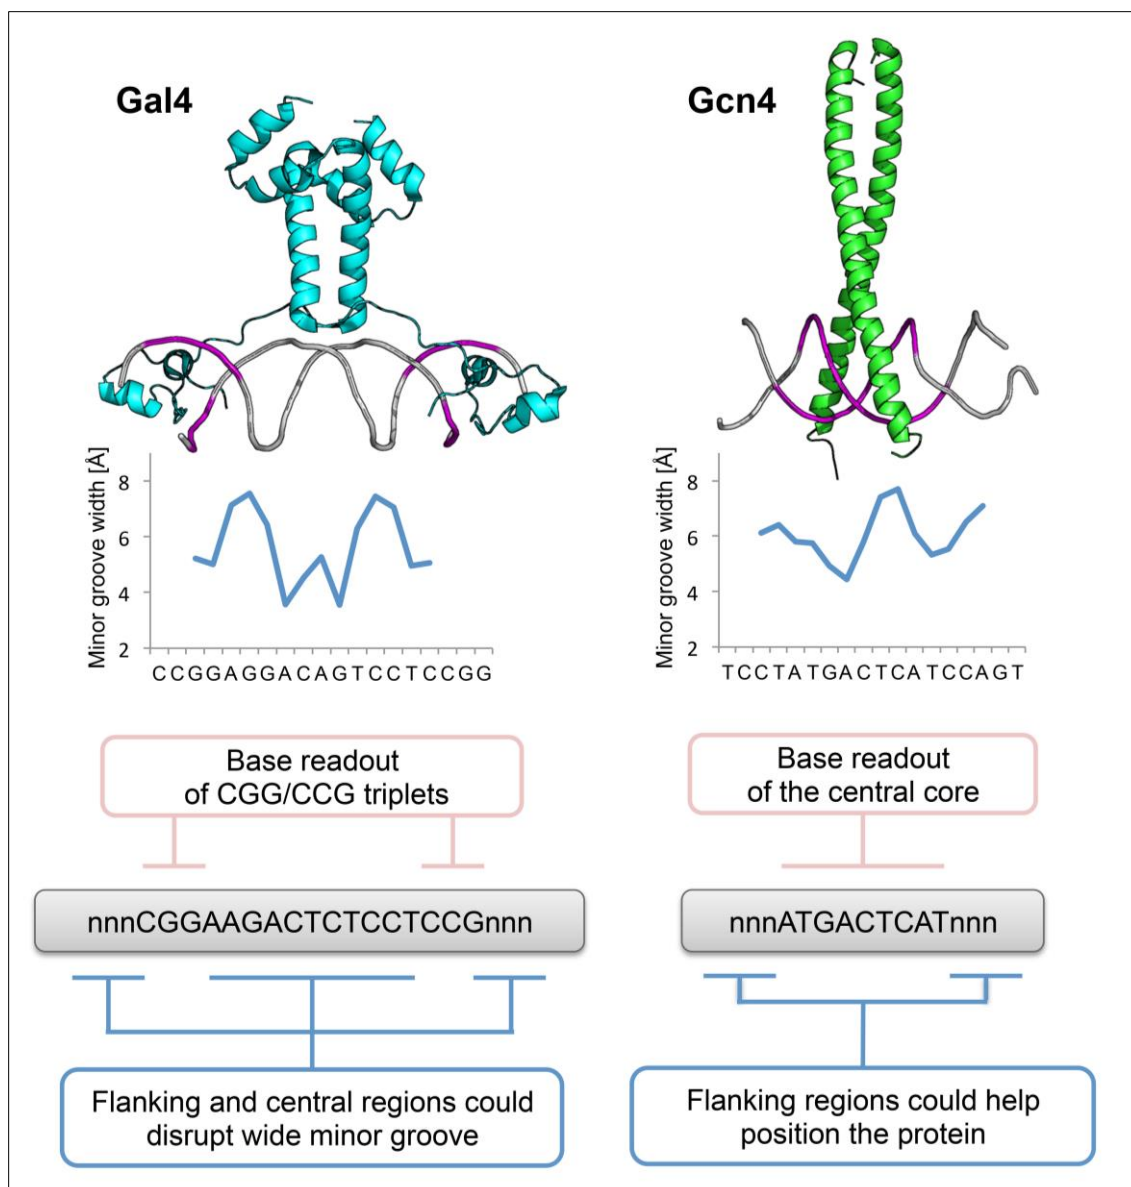 Gal4
Gcn4
Minor groove width [Å]
8
6
4
2
CCGGAGGACAGTCCTCCGG
Minor groove width [Å]
8
6
4
2
TCCTATGACTCATCCAGT
Base readout
of CGG/CCG triplets
Base readout
of the central core
nnnCGGAAGACTCTCCTCCGnnn
nnnATGACTCATnnn
Flanking and central regions could
disrupt wide minor groove
Flanking regions could help
position the protein